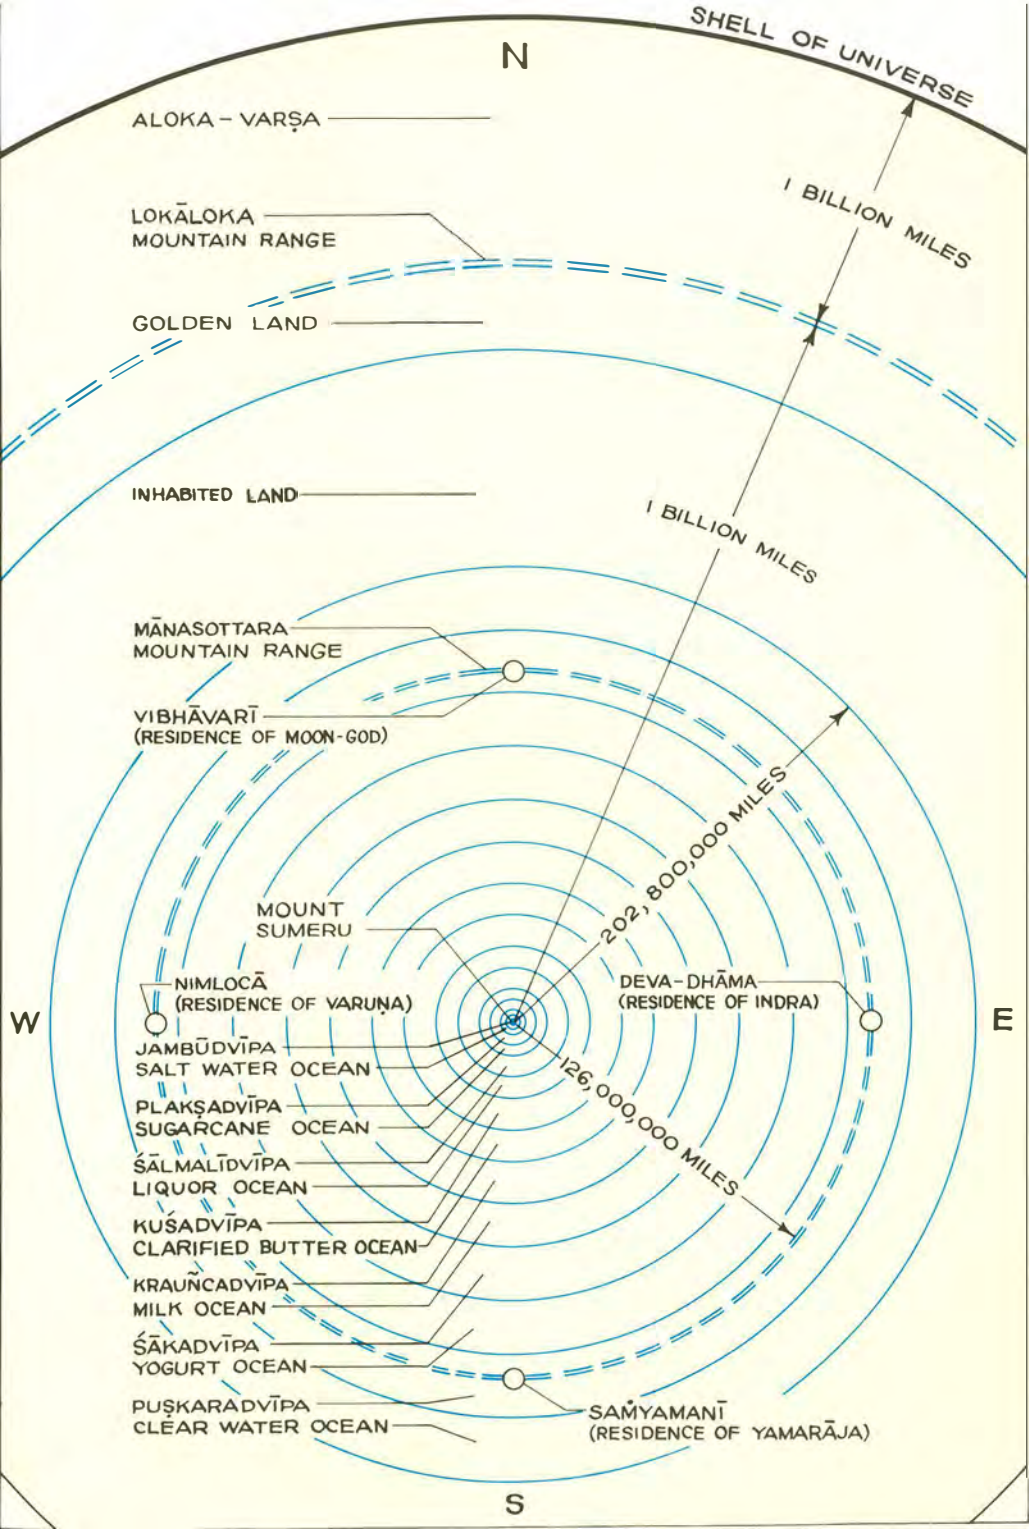 SHELL OF UNIVERSE
N
ALOKA – VARṢA
1 BILLION MILES
LOKĀLOKA
MOUNTAIN RANGE
GOLDEN LAND
INHABITED LAND
1 BILLION MILES
MĀNASOTTARA
MOUNTAIN RANGE
VIBHĀVARĪ
(RESIDENCE OF MOON-GOD)
202,800,000 MILES
MOUNT
SUMERU
NIMLOCĀ
(RESIDENCE OF VARUṆA)
DEVA-DHĀMA
(RESIDENCE OF INDRA)
W
E
JAMBŪDVĪPA
SALT WATER OCEAN
126,000,000 MILES
PLAKṢADVĪPA
SUGARCANE OCEAN
ŚĀLMALĪDVĪPA
LIQUOR OCEAN
KUŚADVĪPA
CLARIFIED BUTTER OCEAN
KRAUÑCADVĪPA
MILK OCEAN
ŚĀKADVĪPA
YOGURT OCEAN
PUṢKARADVĪPA
CLEAR WATER OCEAN
SAṀYAMANĪ
(RESIDENCE OF YAMARĀJA)
S